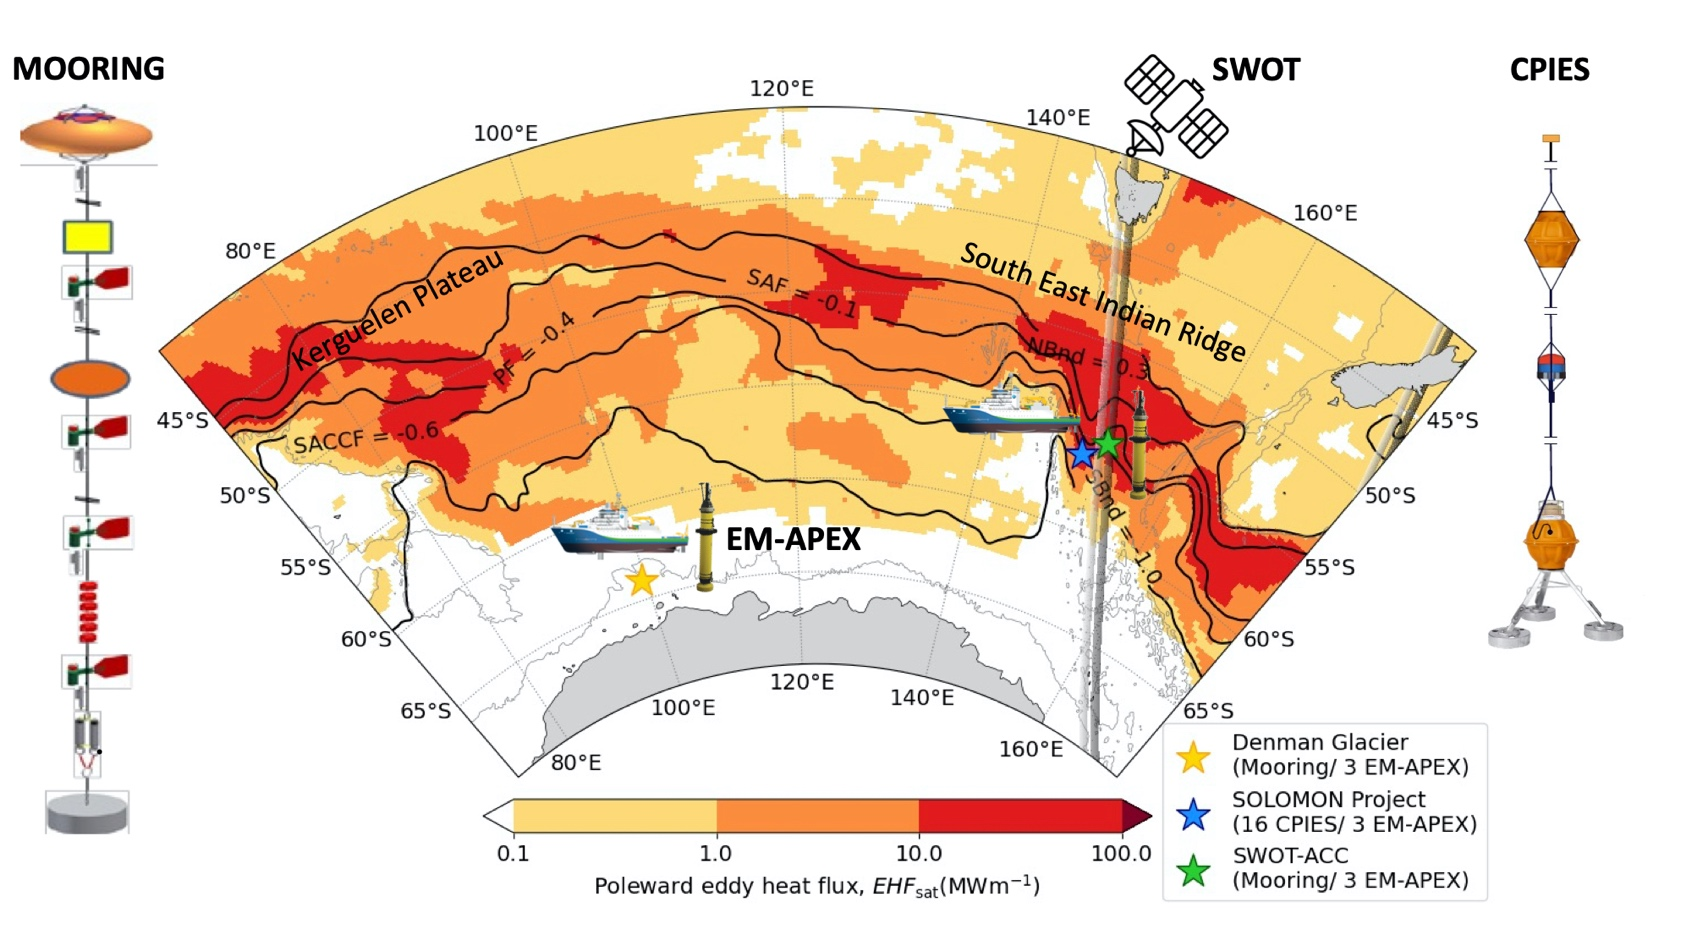 MOORING
SWOT
CPIES
80°E
100°E
120°E
140°E
160°E
Kerguelen Plateau
South East Indian Ridge
SAF = -0.1
PF = -0.4
NBnd = 0.3
SACCF = -0.6
SBnd = -1.0
EM-APEX
45°S
50°S
55°S
60°S
65°S
45°S
50°S
55°S
60°S
65°S
80°E
100°E
120°E
140°E
160°E
Denman Glacier
(Mooring/ 3 EM-APEX)
SOLOMON Project
(16 CPIES/ 3 EM-APEX)
SWOT-ACC
(Mooring/ 3 EM-APEX)
0.1
1.0
10.0
100.0
Poleward eddy heat flux, EHFsat(MWm⁻¹)